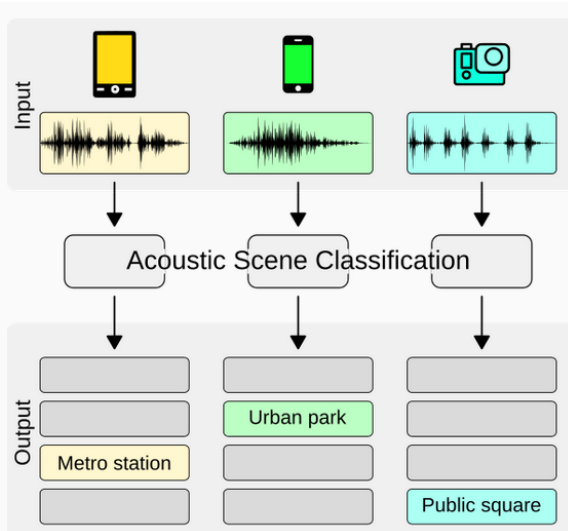 Input
Acoustic Scene Classification
Output
Urban park
Metro station
Public square